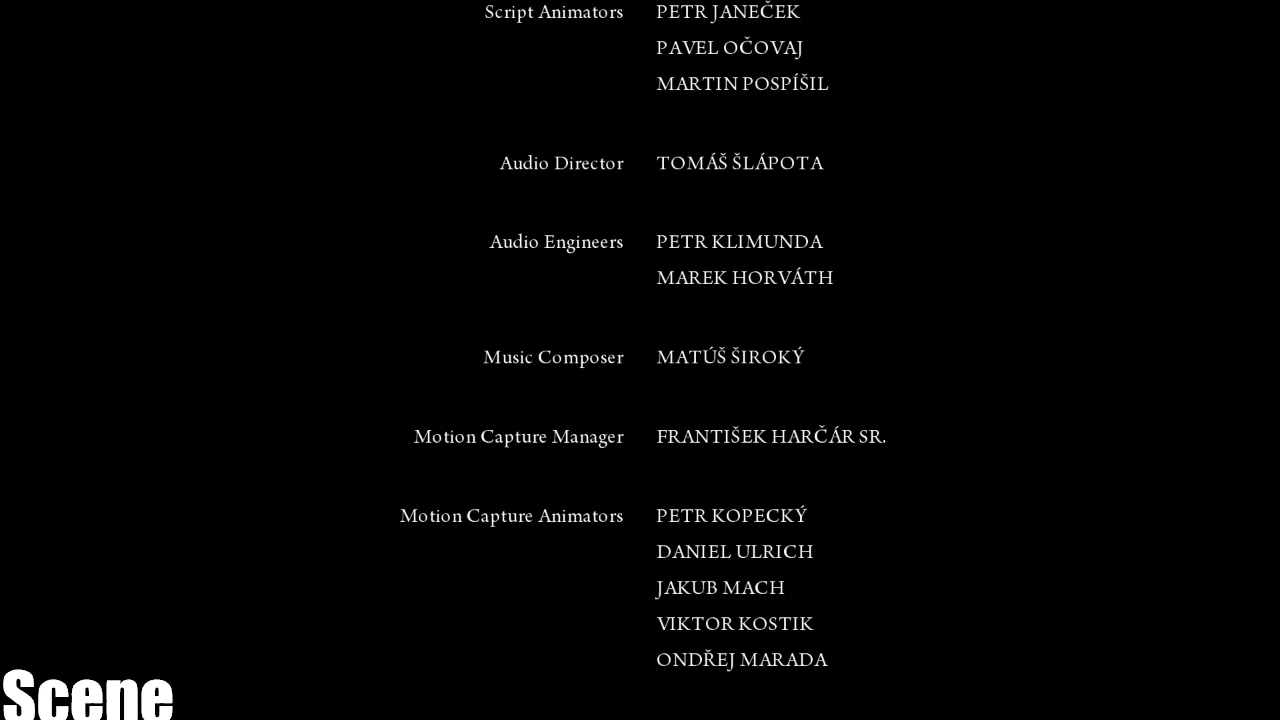 Script Animators PETR JANEČEK
PAVEL OČOVAJ
MARTIN POSPÍŠIL
Audio Director TOMÁŠ ŠLÁPOTA
Audio Engineers PETR KLIMUNDA
MAREK HORVÁTH
Music Composer MATÚŠ ŠIROKÝ
Motion Capture Manager FRANTIŠEK HARČÁR SR.
Motion Capture Animators PETR KOPECKÝ
DANIEL ULRICH
JAKUB MACH
VIKTOR KOSTIK
ONDŘEJ MARADA
Scene